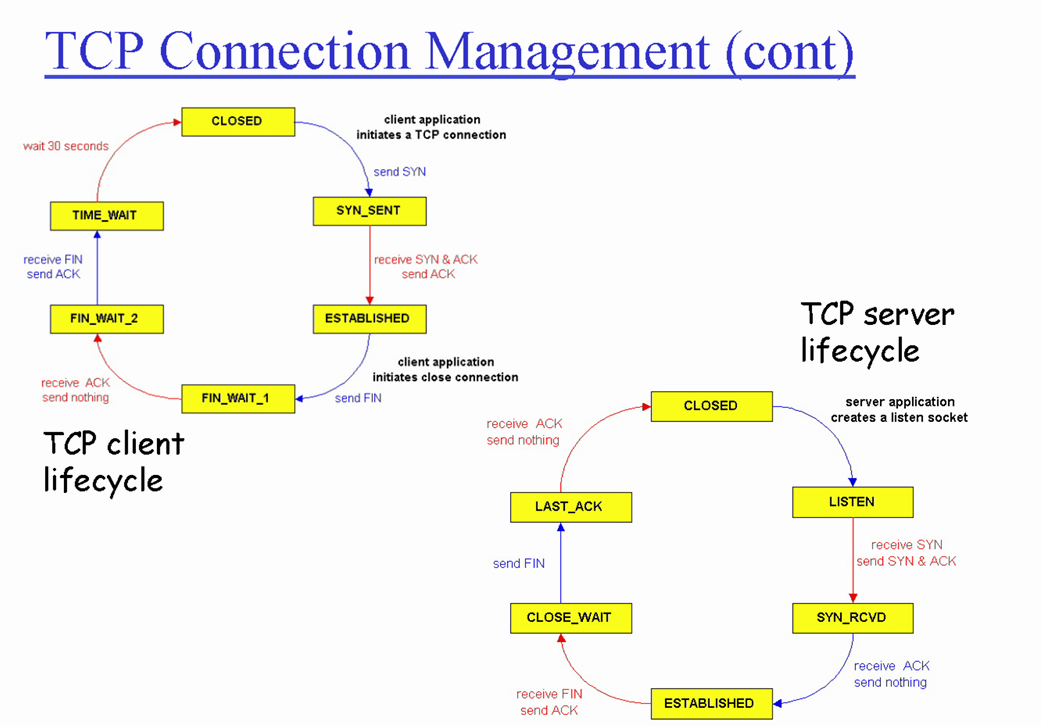 TCP Connection Management (cont)
CLOSED
client application
initiates a TCP connection
send SYN
SYN_SENT
receive SYN & ACK
send ACK
ESTABLISHED
client application
initiates close connection
send FIN
FIN_WAIT_1
receive ACK
send nothing
FIN_WAIT_2
receive FIN
send ACK
TIME_WAIT
wait 30 seconds
TCP client
lifecycle
TCP server
lifecycle
CLOSED
server application
creates a listen socket
LISTEN
receive SYN
send SYN & ACK
SYN_RCVD
receive ACK
send nothing
ESTABLISHED
receive FIN
send ACK
CLOSE_WAIT
send FIN
LAST_ACK
receive ACK
send nothing